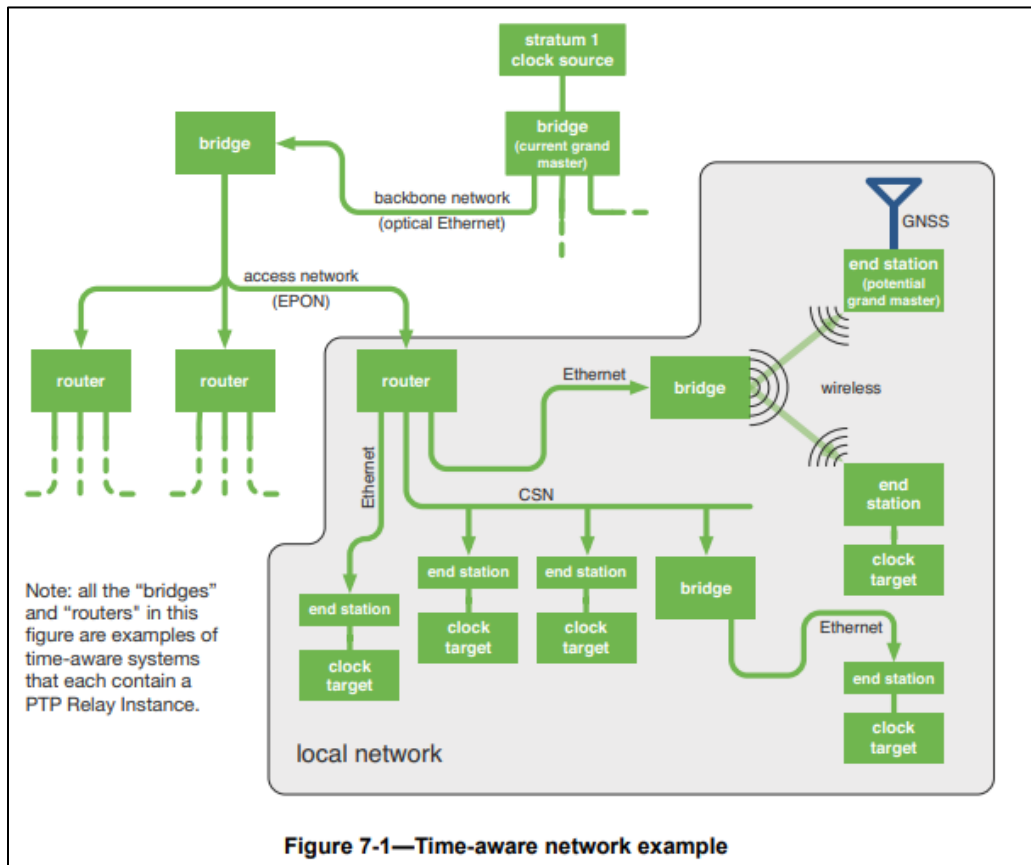 stratum 1
clock source
bridge
(current grand
master)
bridge
backbone network
(optical Ethernet)
GNSS
end station
(potential
grand master)
access network
(EPON)
router
router
router
Ethernet
bridge
wireless
Ethernet
CSN
end
station
clock
target
end station
clock
target
end station
clock
target
bridge
end station
clock
target
Ethernet
end station
clock
target
Note: all the “bridges”
and “routers" in this
figure are examples of
time-aware systems
that each contain a
PTP Relay Instance.
local network
Figure 7-1—Time-aware network example